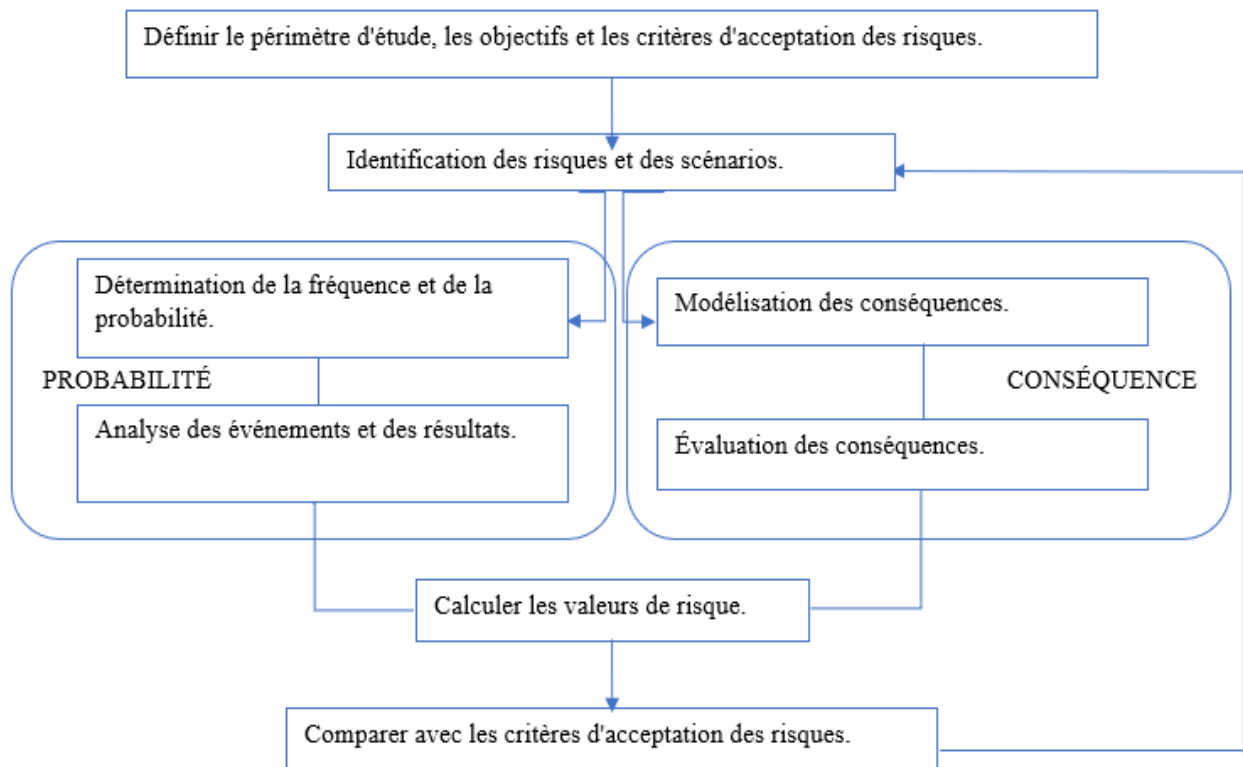 Définir le périmètre d'étude, les objectifs et les critères d'acceptation des risques.
Identification des risques et des scénarios.
Détermination de la fréquence et de la
probabilité.
PROBABILITÉ
Analyse des événements et des résultats.
Modélisation des conséquences.
CONSÉQUENCE
Évaluation des conséquences.
Calculer les valeurs de risque.
Comparer avec les critères d'acceptation des risques.